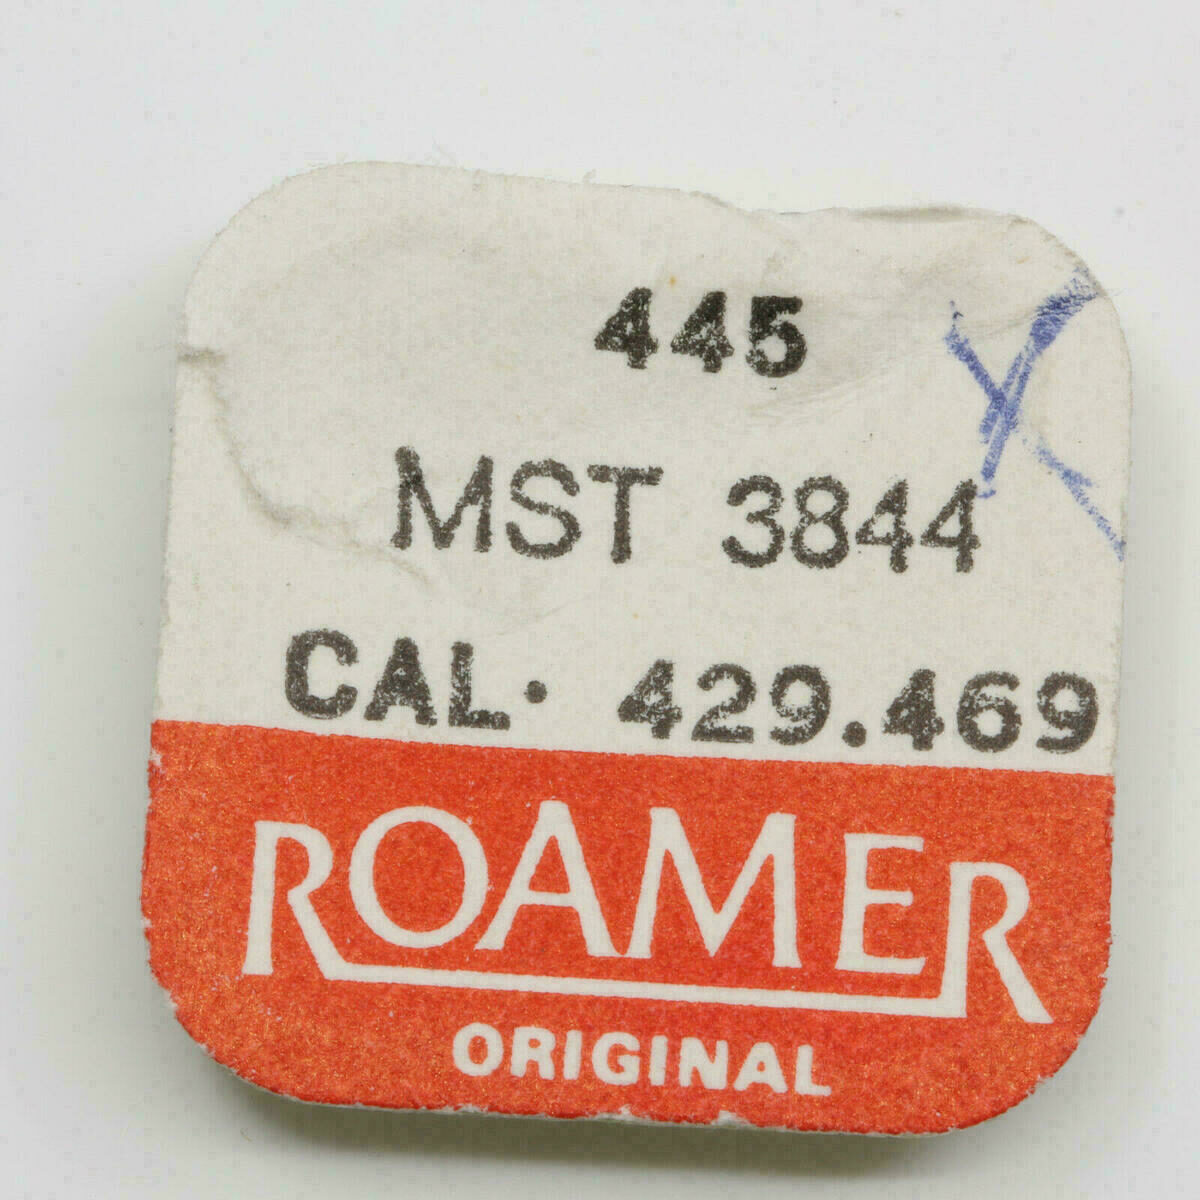 445
MST 3844
CAL. 429.469
ROAMER
ORIGINAL